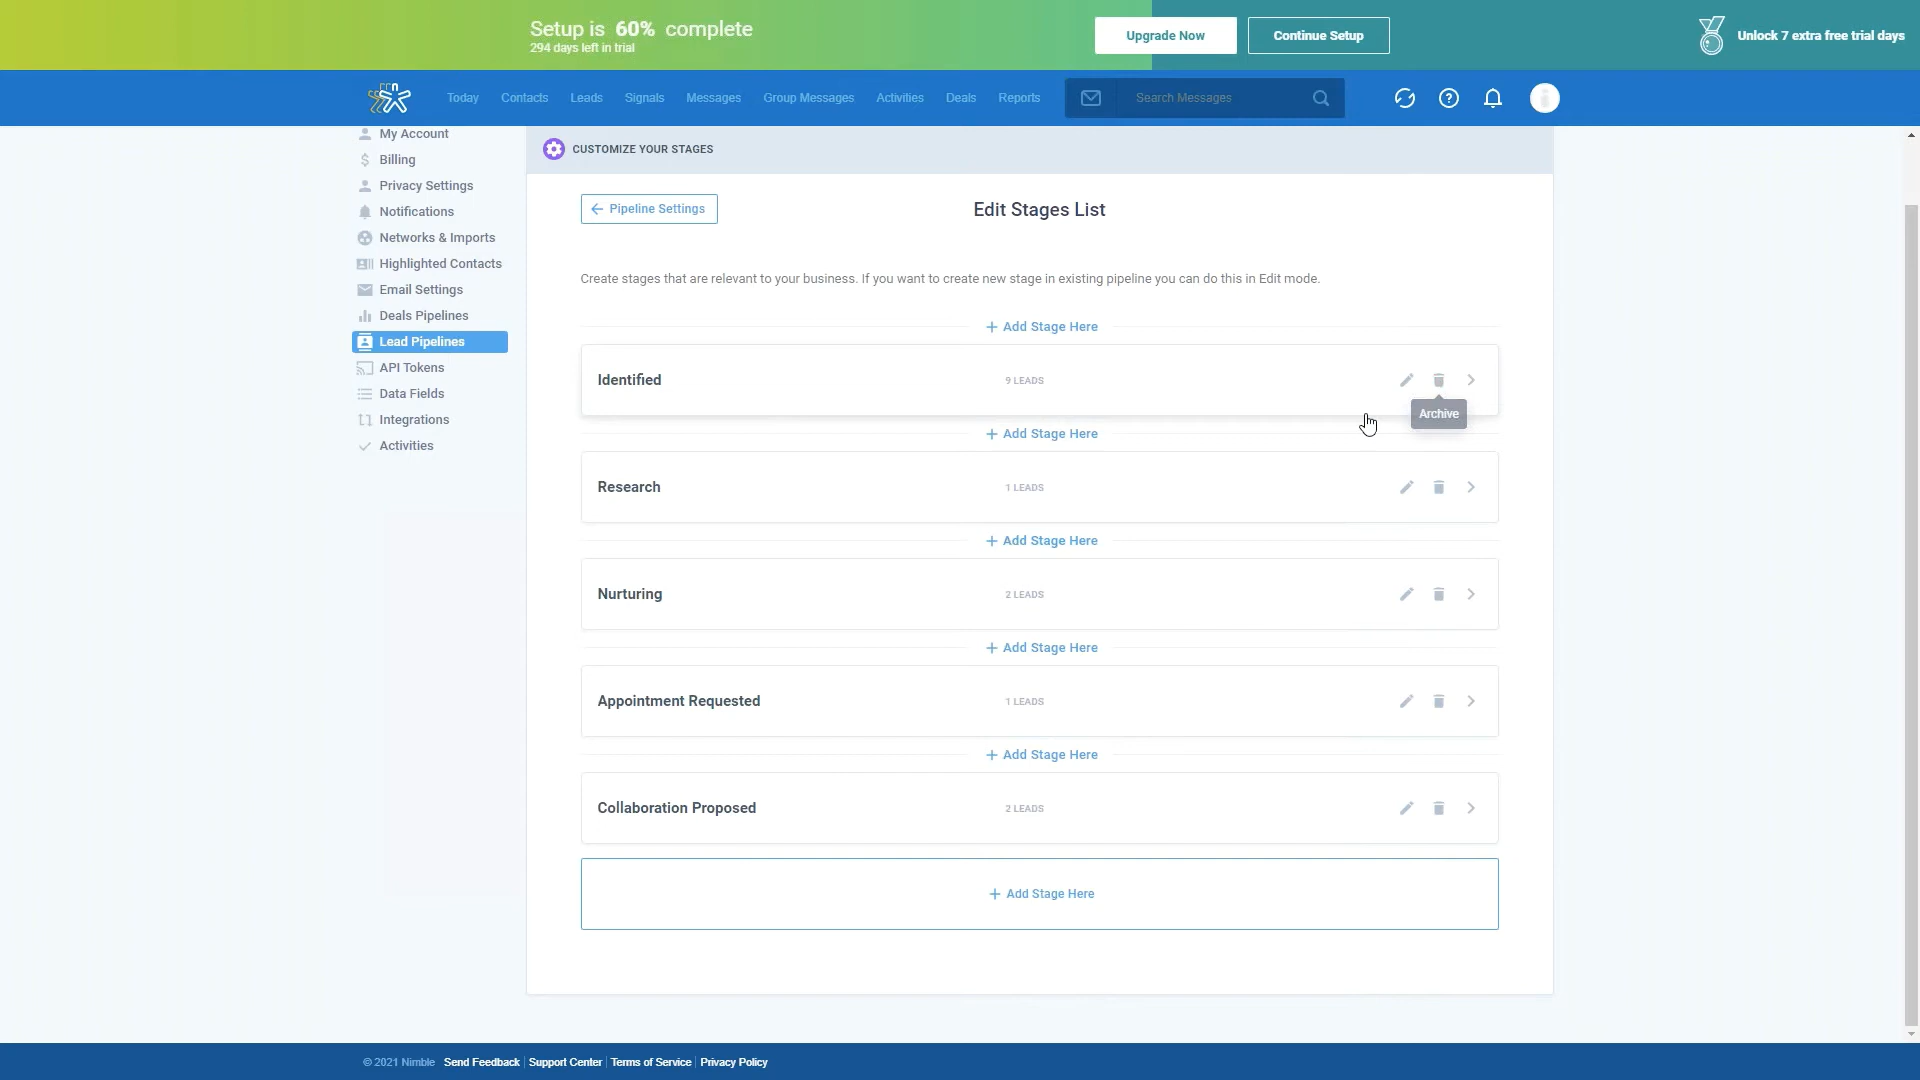 Setup is 60% complete
294 days left in trial
Upgrade Now
Continue Setup
Unlock 7 extra free trial days
Today
Contacts
Leads
Signals
Messages
Group Messages
Activities
Deals
Reports
Search Messages
My Account
Billing
Privacy Settings
Notifications
Networks & Imports
Highlighted Contacts
Email Settings
Deals Pipelines
Lead Pipelines
API Tokens
Data Fields
Integrations
Activities
CUSTOMIZE YOUR STAGES
Pipeline Settings
Edit Stages List
Create stages that are relevant to your business. If you want to create new stage in existing pipeline you can do this in Edit mode.
+ Add Stage Here
Identified
9 LEADS
Archive
+ Add Stage Here
Research
1 LEADS
+ Add Stage Here
Nurturing
2 LEADS
+ Add Stage Here
Appointment Requested
1 LEADS
+ Add Stage Here
Collaboration Proposed
2 LEADS
+ Add Stage Here
© 2021 Nimble Send Feedback | Support Center | Terms of Service | Privacy Policy